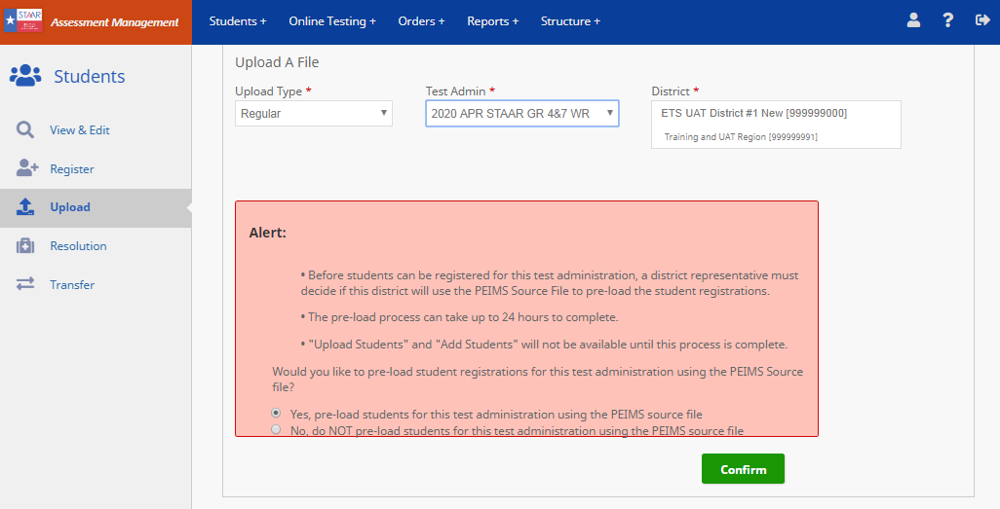 STAAR Assessment Management Students + Online Testing + Orders + Reports + Structure + ?
Students
View & Edit
Register
Upload
Resolution
Transfer
Upload A File
Upload Type * Test Admin * District *
Regular 2020 APR STAAR GR 4&7 WR ETS UAT District #1 New [999999000]
Training and UAT Region [999999991]
Alert:
• Before students can be registered for this test administration, a district representative must
decide if this district will use the PEIMS Source File to pre-load the student registrations.
• The pre-load process can take up to 24 hours to complete.
• "Upload Students" and "Add Students" will not be available until this process is complete.
Would you like to pre-load student registrations for this test administration using the PEIMS Source
file?
Yes, pre-load students for this test administration using the PEIMS source file
No, do NOT pre-load students for this test administration using the PEIMS source file
Confirm